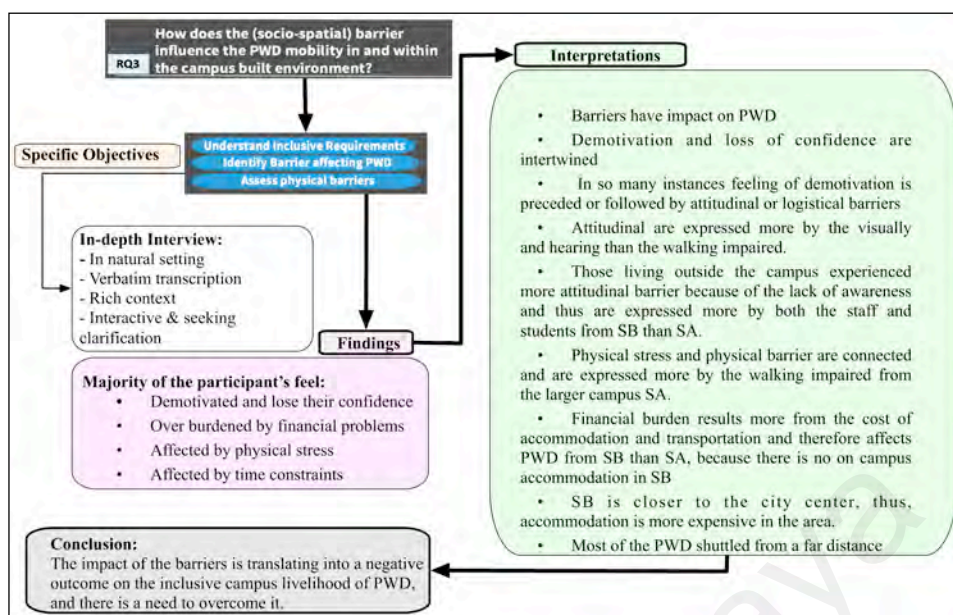 How does the (socio-spatial) barrier
influence the PWD mobility in and within
RQ3
the campus built environment?
Specific Objectives
Understand Inclusive Requirements
Identify Barrier affecting PWD
Assess physical barriers
In-depth Interview:
- In natural setting
- Verbatim transcription
- Rich context
- Interactive & seeking
clarification
Findings
Majority of the participant's feel:
• Demotivated and lose their confidence
• Over burdened by financial problems
• Affected by physical stress
• Affected by time constraints
Interpretations
• Barriers have impact on PWD
• Demotivation and loss of confidence are
intertwined
• In so many instances feeling of demotivation is
preceded or followed by attitudinal or logistical barriers
• Attitudinal are expressed more by the visually
and hearing than the walking impaired.
• Those living outside the campus experienced
more attitudinal barrier because of the lack of awareness
and thus are expressed more by both the staff and
students from SB than SA.
• Physical stress and physical barrier are connected
and are expressed more by the walking impaired from
the larger campus SA.
• Financial burden results more from the cost of
accommodation and transportation and therefore affects
PWD from SB than SA, because there is no on campus
accommodation in SB
• SB is closer to the city center, thus,
accommodation is more expensive in the area.
• Most of the PWD shuttled from a far distance
Conclusion:
The impact of the barriers is translating into a negative
outcome on the inclusive campus livelihood of PWD,
and there is a need to overcome it.